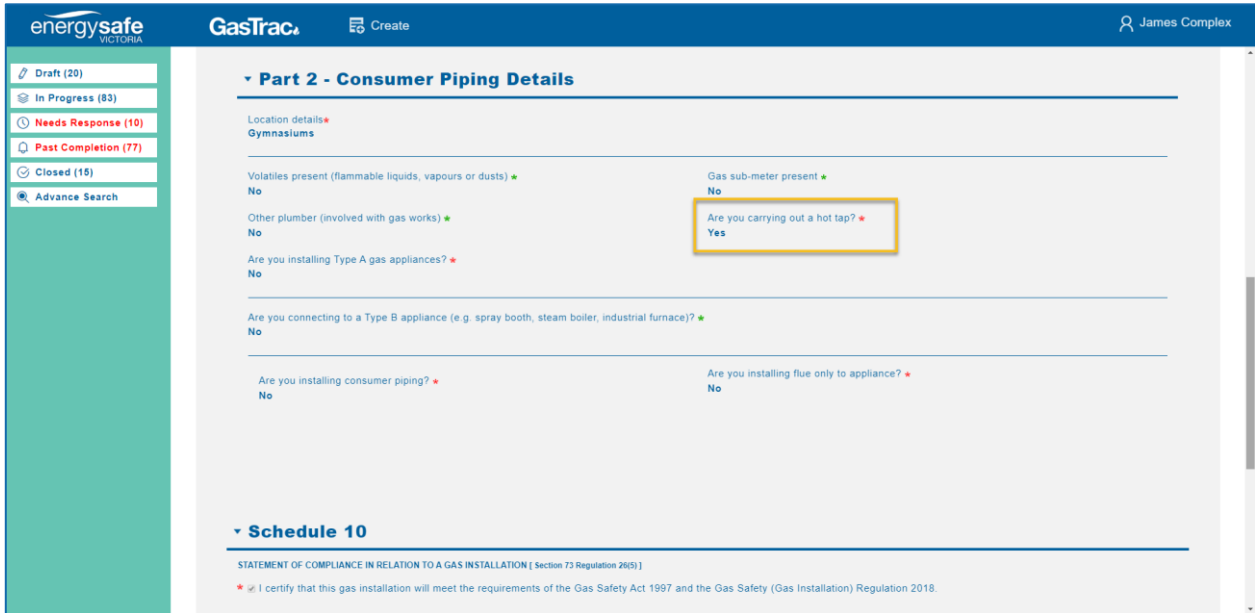 energysafe
VICTORIA
GasTrac
Create
James Complex
Draft (20)
In Progress (83)
Needs Response (10)
Past Completion (77)
Closed (15)
Advance Search
Part 2 - Consumer Piping Details
Location details*
Gymnasiums
Volatiles present (flammable liquids, vapours or dusts) *
No
Gas sub-meter present *
No
Other plumber (involved with gas works) *
No
Are you carrying out a hot tap? *
Yes
Are you installing Type A gas appliances? *
No
Are you connecting to a Type B appliance (e.g. spray booth, steam boiler, industrial furnace)? *
No
Are you installing consumer piping? *
No
Are you installing flue only to appliance? *
No
Schedule 10
STATEMENT OF COMPLIANCE IN RELATION TO A GAS INSTALLATION [ Section 73 Regulation 26(5) ]
* I certify that this gas installation will meet the requirements of the Gas Safety Act 1997 and the Gas Safety (Gas Installation) Regulation 2018.